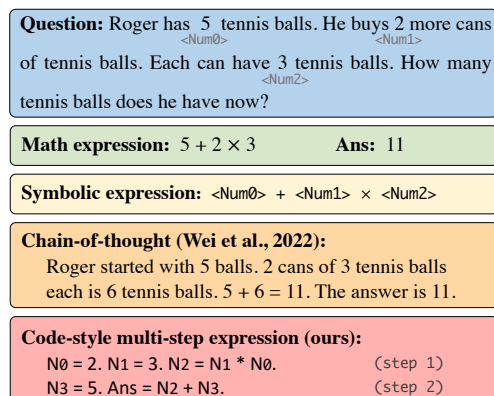 Question: Roger has 5 tennis balls. He buys 2 more cans
<Num0> <Num1>
of tennis balls. Each can have 3 tennis balls. How many
<Num2>
tennis balls does he have now?
Math expression: 5 + 2 × 3 Ans: 11
Symbolic expression: <Num0> + <Num1> × <Num2>
Chain-of-thought (Wei et al., 2022):
Roger started with 5 balls. 2 cans of 3 tennis balls
each is 6 tennis balls. 5 + 6 = 11. The answer is 11.
Code-style multi-step expression (ours):
N0 = 2. N1 = 3. N2 = N1 * N0. (step 1)
N3 = 5. Ans = N2 + N3. (step 2)